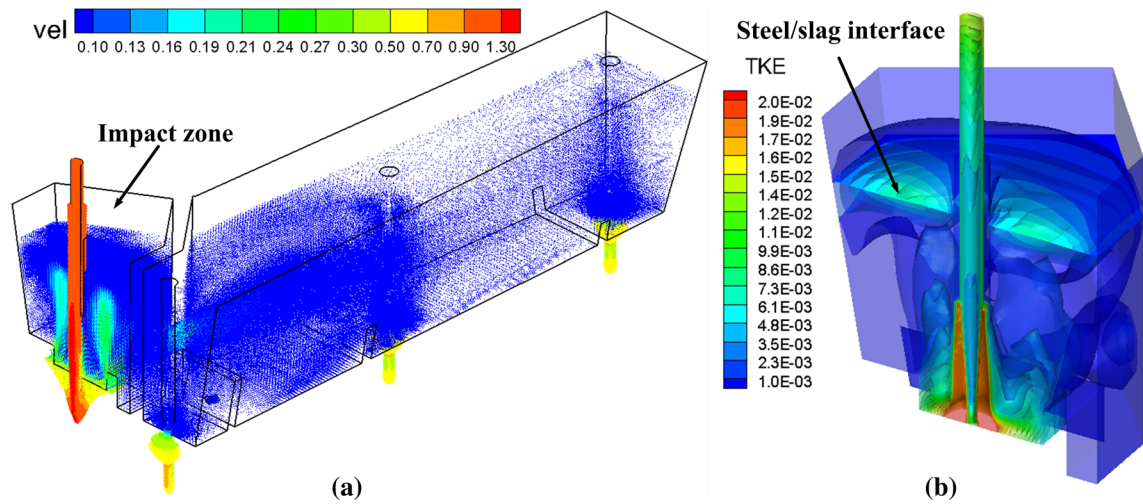 vel
0.10 0.13 0.16 0.19 0.21 0.24 0.27 0.30 0.50 0.70 0.90 1.30
Impact zone
(a)
Steel/slag interface
TKE
2.0E-02
1.9E-02
1.7E-02
1.6E-02
1.5E-02
1.4E-02
1.2E-02
1.1E-02
9.9E-03
8.6E-03
7.3E-03
6.1E-03
4.8E-03
3.5E-03
2.3E-03
1.0E-03
(b)